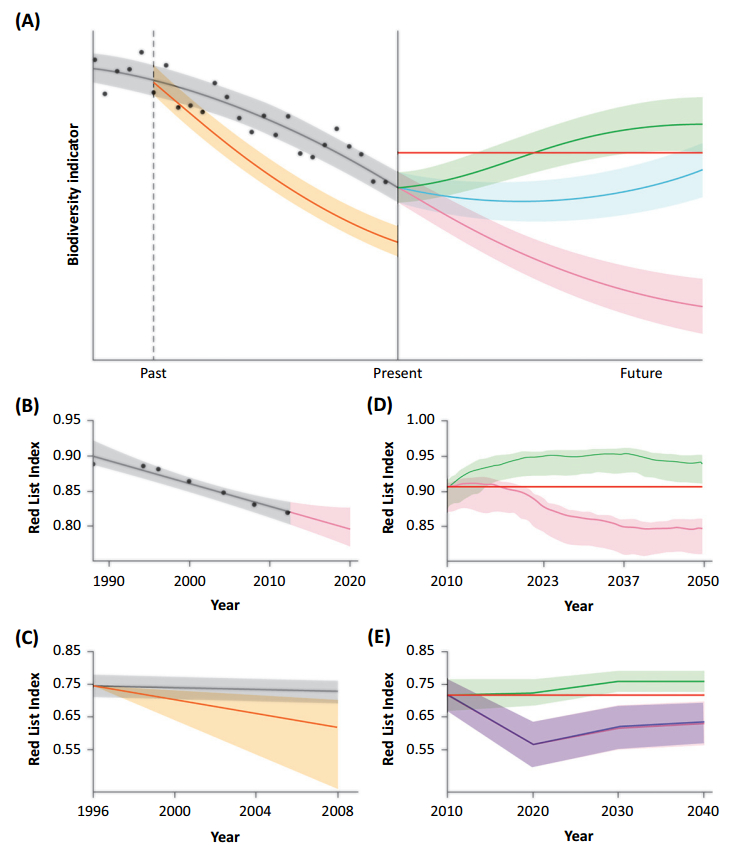 (A)
Biodiversity indicator
Past
Present
Future
(B)
0.95
0.90
0.85
0.80
Red List Index
1990
2000
2010
2020
Year
(D)
1.00
0.95
0.90
0.85
Red List Index
2010
2023
2037
2050
Year
(C)
0.85
0.75
0.65
0.55
Red List Index
1996
2000
2004
2008
Year
(E)
0.85
0.75
0.65
0.55
Red List Index
2010
2020
2030
2040
Year